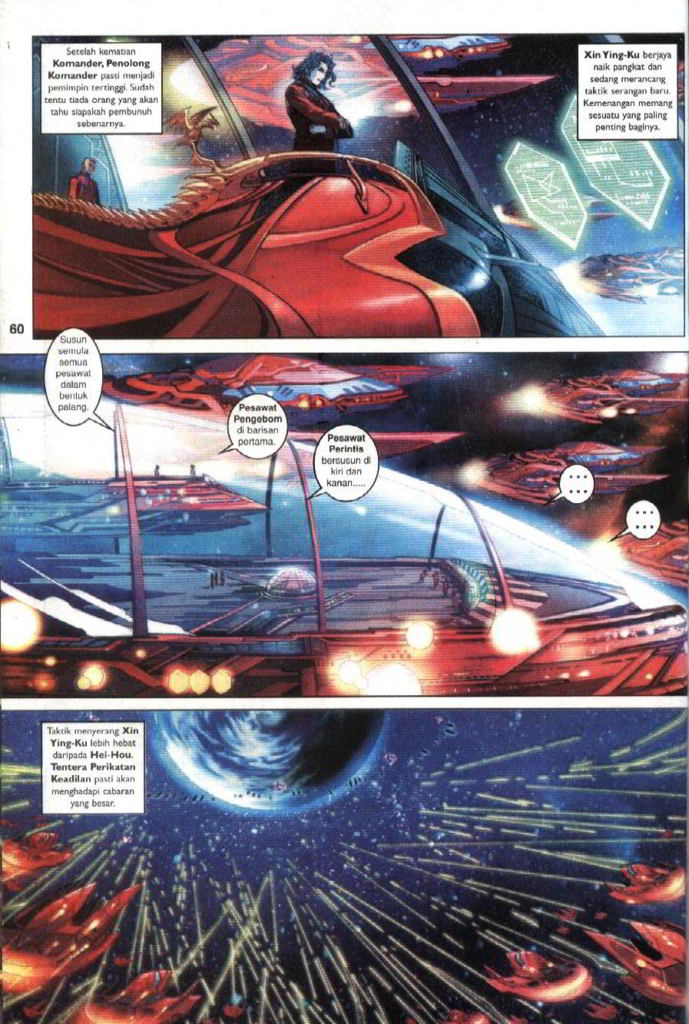 Setelah kematian
Komander, Penolong
Komander pasti menjadi
pemimpin tertinggi. Sudah
tentu tiada orang yang akan
tahu siapakah pembunuh
sebenarnya.
Xin Ying-Ku berjaya
naik pangkat dan
sedang merancang
taktik serangan baru.
Kemenangan memang
sesuatu yang paling
penting baginya.
60
Susun
semula
semua
pesawat
dalam
bentuk
palang.
Pesawat
Pengebom di
barisan
pertama.
Pesawat
Perintis
bersusun di
kiri dan
kanan.....
...
...
...
...
Taktik menyerang Xin
Ying-Ku lebih hebat
daripada Hei-Hou.
Tentera Perikatan
Keadilan pasti akan
menghadapi cabaran
yang besar.